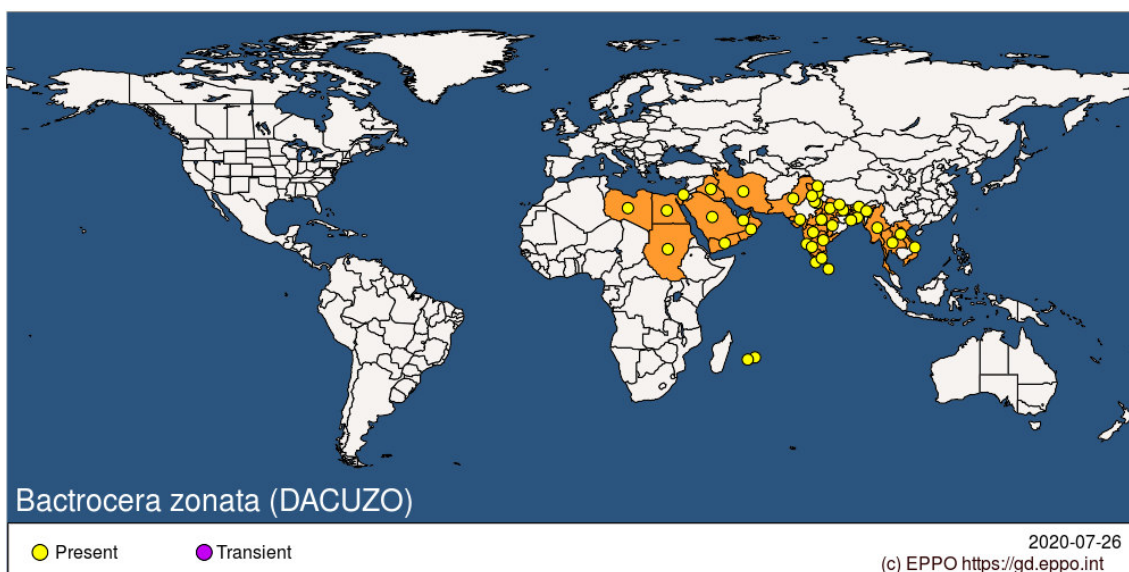 Bactrocera zonata (DACUZO)
Present
Transient
2020-07-26
(c) EPPO https://gd.eppo.int